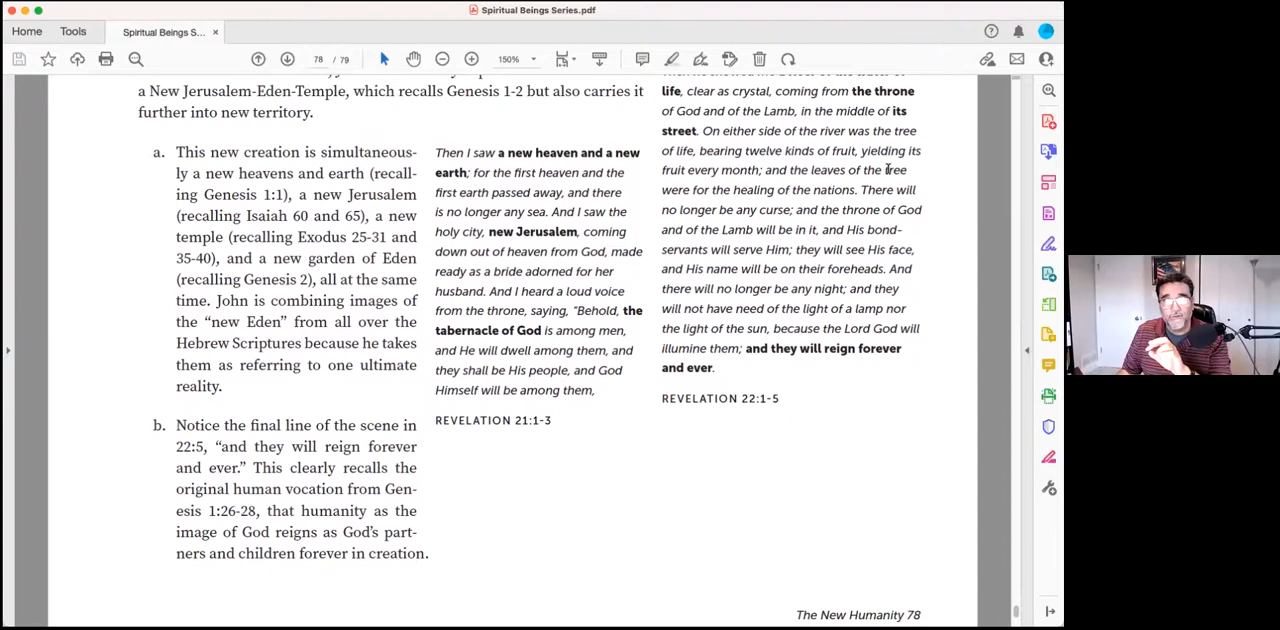 Spiritual Beings Series.pdf
Home
Tools
Spiritual Beings S... ×
78 / 79
150%
a New Jerusalem-Eden-Temple, which recalls Genesis 1-2 but also carries it
further into new territory.
a. This new creation is simultaneous-
ly a new heavens and earth (recall-
ing Genesis 1:1), a new Jerusalem
(recalling Isaiah 60 and 65), a new
temple (recalling Exodus 25-31 and
35-40), and a new garden of Eden
(recalling Genesis 2), all at the same
time. John is combining images of
the “new Eden” from all over the
Hebrew Scriptures because he takes
them as referring to one ultimate
reality.
b. Notice the final line of the scene in
22:5, “and they will reign forever
and ever.” This clearly recalls the
original human vocation from Gen-
esis 1:26-28, that humanity as the
image of God reigns as God’s part-
ners and children forever in creation.
Then I saw a new heaven and a new
earth; for the first heaven and the
first earth passed away, and there
is no longer any sea. And I saw the
holy city, new Jerusalem, coming
down out of heaven from God, made
ready as a bride adorned for her
husband. And I heard a loud voice
from the throne, saying, “Behold, the
tabernacle of God is among men,
and He will dwell among them, and
they shall be His people, and God
Himself will be among them,
REVELATION 21:1-3
life, clear as crystal, coming from the throne
of God and of the Lamb, in the middle of its
street. On either side of the river was the tree
of life, bearing twelve kinds of fruit, yielding its
fruit every month; and the leaves of the tree
were for the healing of the nations. There will
no longer be any curse; and the throne of God
and of the Lamb will be in it, and His bond-
servants will serve Him; they will see His face,
and His name will be on their foreheads. And
there will no longer be any night; and they
will not have need of the light of a lamp nor
the light of the sun, because the Lord God will
illumine them; and they will reign forever
and ever.
REVELATION 22:1-5
The New Humanity 78